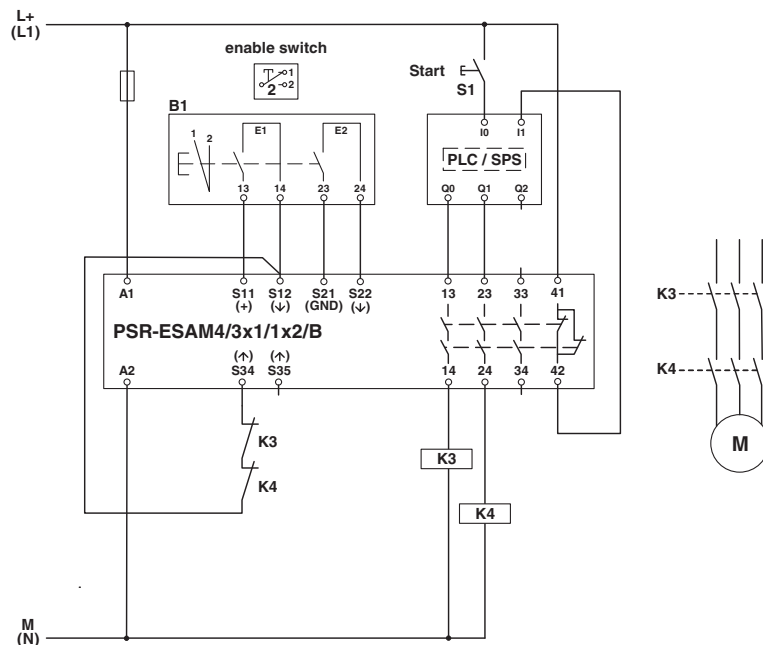 L+
(L1)
enable switch
1
2
2
Start
S1
B1
1
2
E1
E2
13
14
23
24
I0
I1
PLC / SPS
Q0
Q1
Q2
A1
S11
(+)
S12
(↓)
S21
(GND)
S22
(↓)
13
23
33
41
PSR-ESAM4/3x1/1x2/B
A2
(↑)
S34
(↑)
S35
14
24
34
42
K3
K4
K3
K4
K3
K4
M
M
(N)